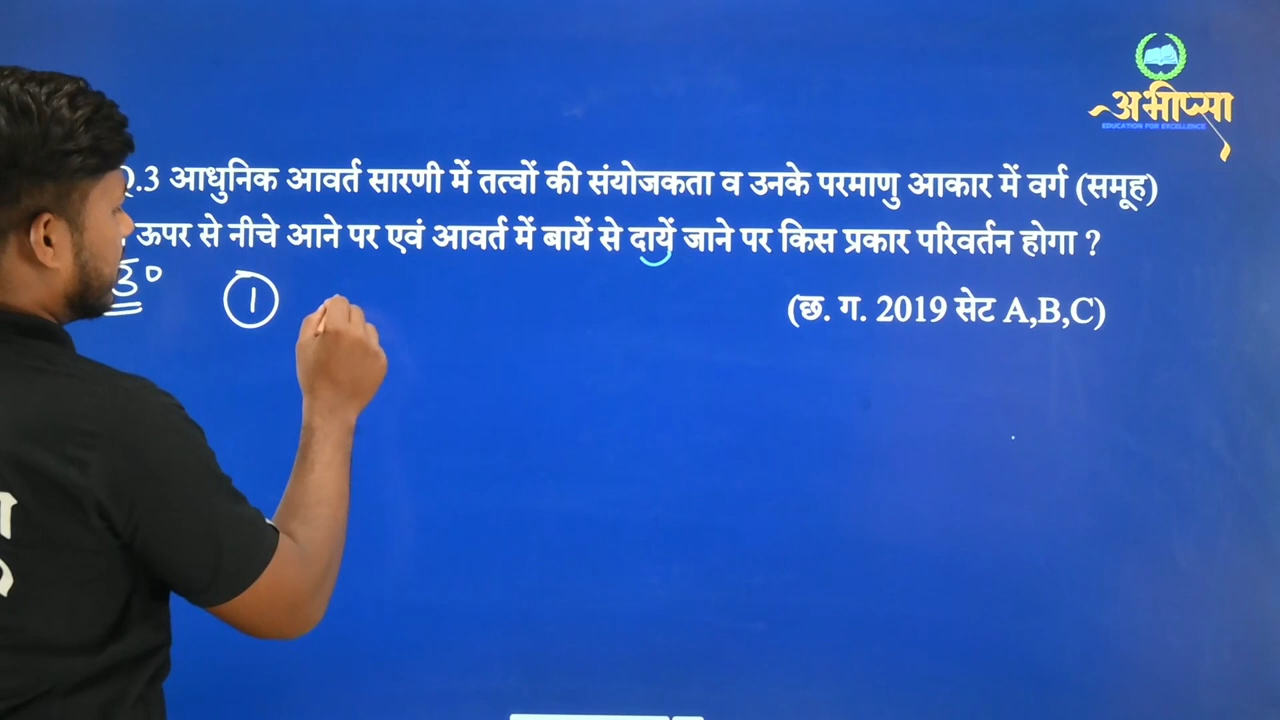 अभीप्सा
EDUCATION FOR EXCELLENCE
.3 आधुनिक आवर्त सारणी में तत्वों की संयोजकता व उनके परमाणु आकार में वर्ग (समूह)
ऊपर से नीचे आने पर एवं आवर्त में बायें से दायें जाने पर किस प्रकार परिवर्तन होगा ?
1
(छ. ग. 2019 सेट A,B,C)